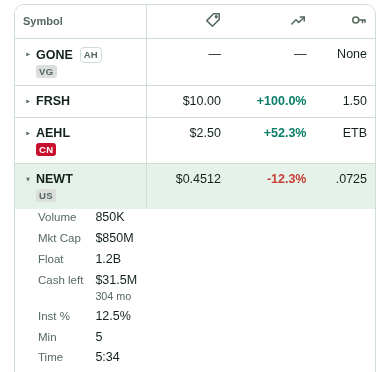 Symbol
GONE AH — — None
VG
FRSH $10.00 +100.0% 1.50
AEHL $2.50 +52.3% ETB
CN
NEWT $0.4512 -12.3% .0725
US
Volume 850K
Mkt Cap $850M
Float 1.2B
Cash left $31.5M
304 mo
Inst % 12.5%
Min 5
Time 5:34